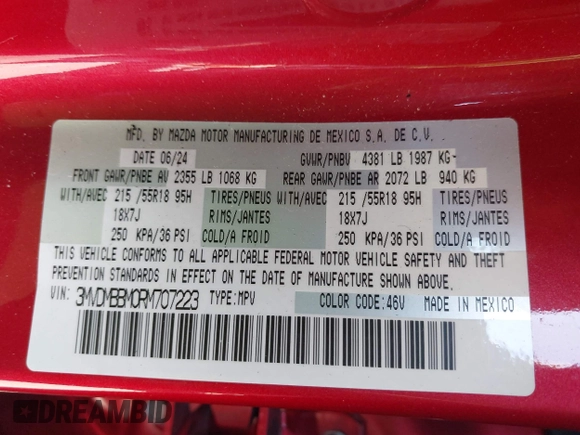 MFD. BY MAZDA MOTOR MANUFACTURING DE MEXICO S.A. DE C.V.
DATE 06/24 GVWR/PNBV 4381 LB 1987 KG
FRONT GAWR/PNBE AV 2355 LB 1068 KG REAR GAWR/PNBE AR 2072 LB 940 KG
WITH/AVEC 215 /55R18 95H TIRES/PNEUS WITH/AVEC 215 /55R18 95H TIRES/PNEUS
18X7J RIMS/JANTES 18X7J RIMS/JANTES
250 KPA/36 PSI COLD/A FROID 250 KPA/36 PSI COLD/A FROID
THIS VEHICLE CONFORMS TO ALL APPLICABLE FEDERAL MOTOR VEHICLE SAFETY AND THEFT
PREVENTION STANDARDS IN EFFECT ON THE DATE OF MANUFACTURE SHOWN ABOVE.
VIN: 3MVDMBBM0RM707223 TYPE:MPV COLOR CODE:46V MADE IN MEXICO
DREAMBID